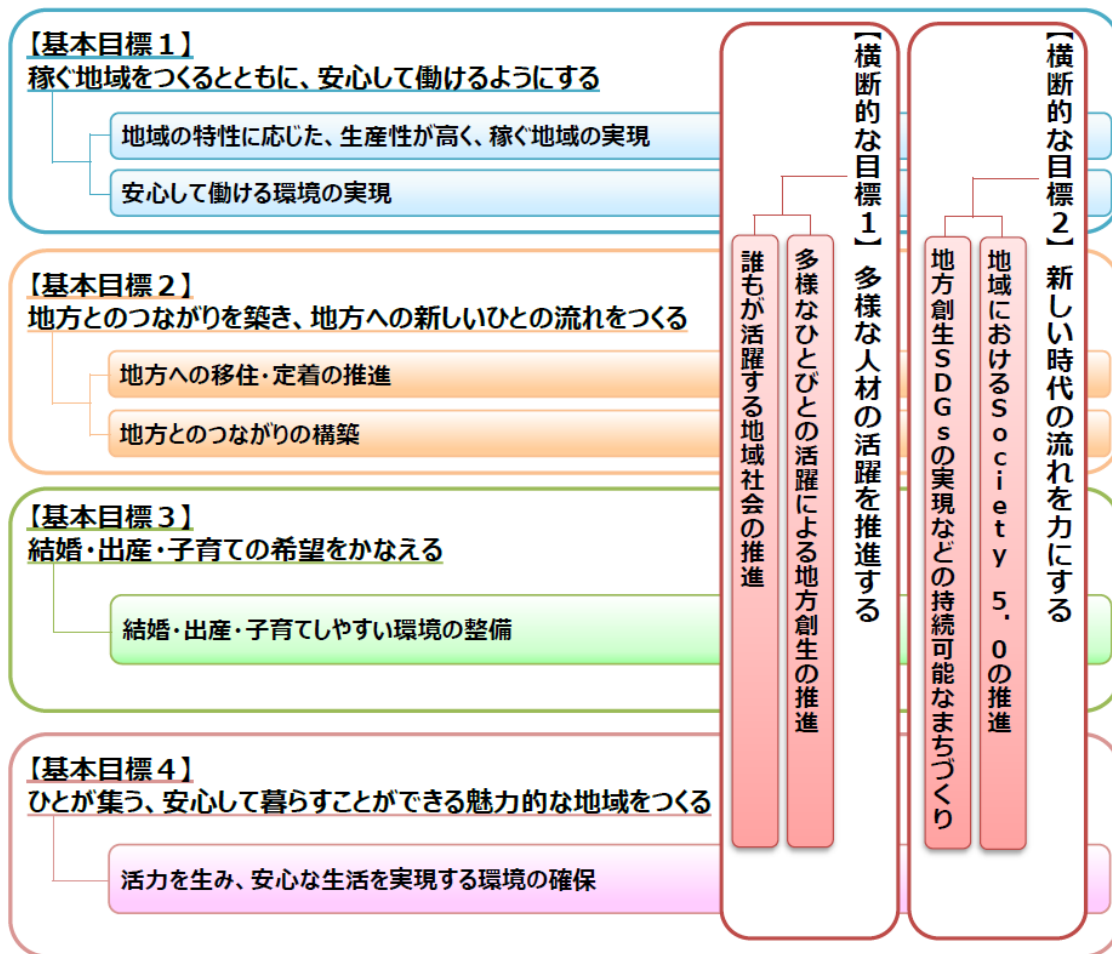 【基本目標１】
稼ぐ地域をつくるとともに、安心して働けるようにする
地域の特性に応じた、生産性が高く、稼ぐ地域の実現
安心して働ける環境の実現
【基本目標２】
地方とのつながりを築き、地方への新しいひとの流れをつくる
地方への移住・定着の推進
地方とのつながりの構築
【基本目標３】
結婚・出産・子育ての希望をかなえる
結婚・出産・子育てしやすい環境の整備
【基本目標４】
ひとが集う、安心して暮らすことができる魅力的な地域をつくる
活力を生み、安心な生活を実現する環境の確保
【横断的な目標１】多様な人材の活躍を推進する
多様なひとびとの活躍による地方創生の推進
誰もが活躍する地域社会の推進
【横断的な目標２】新しい時代の流れを力にする
地域におけるSociety 5.0の推進
地方創生SDGsの実現などの持続可能なまちづくり